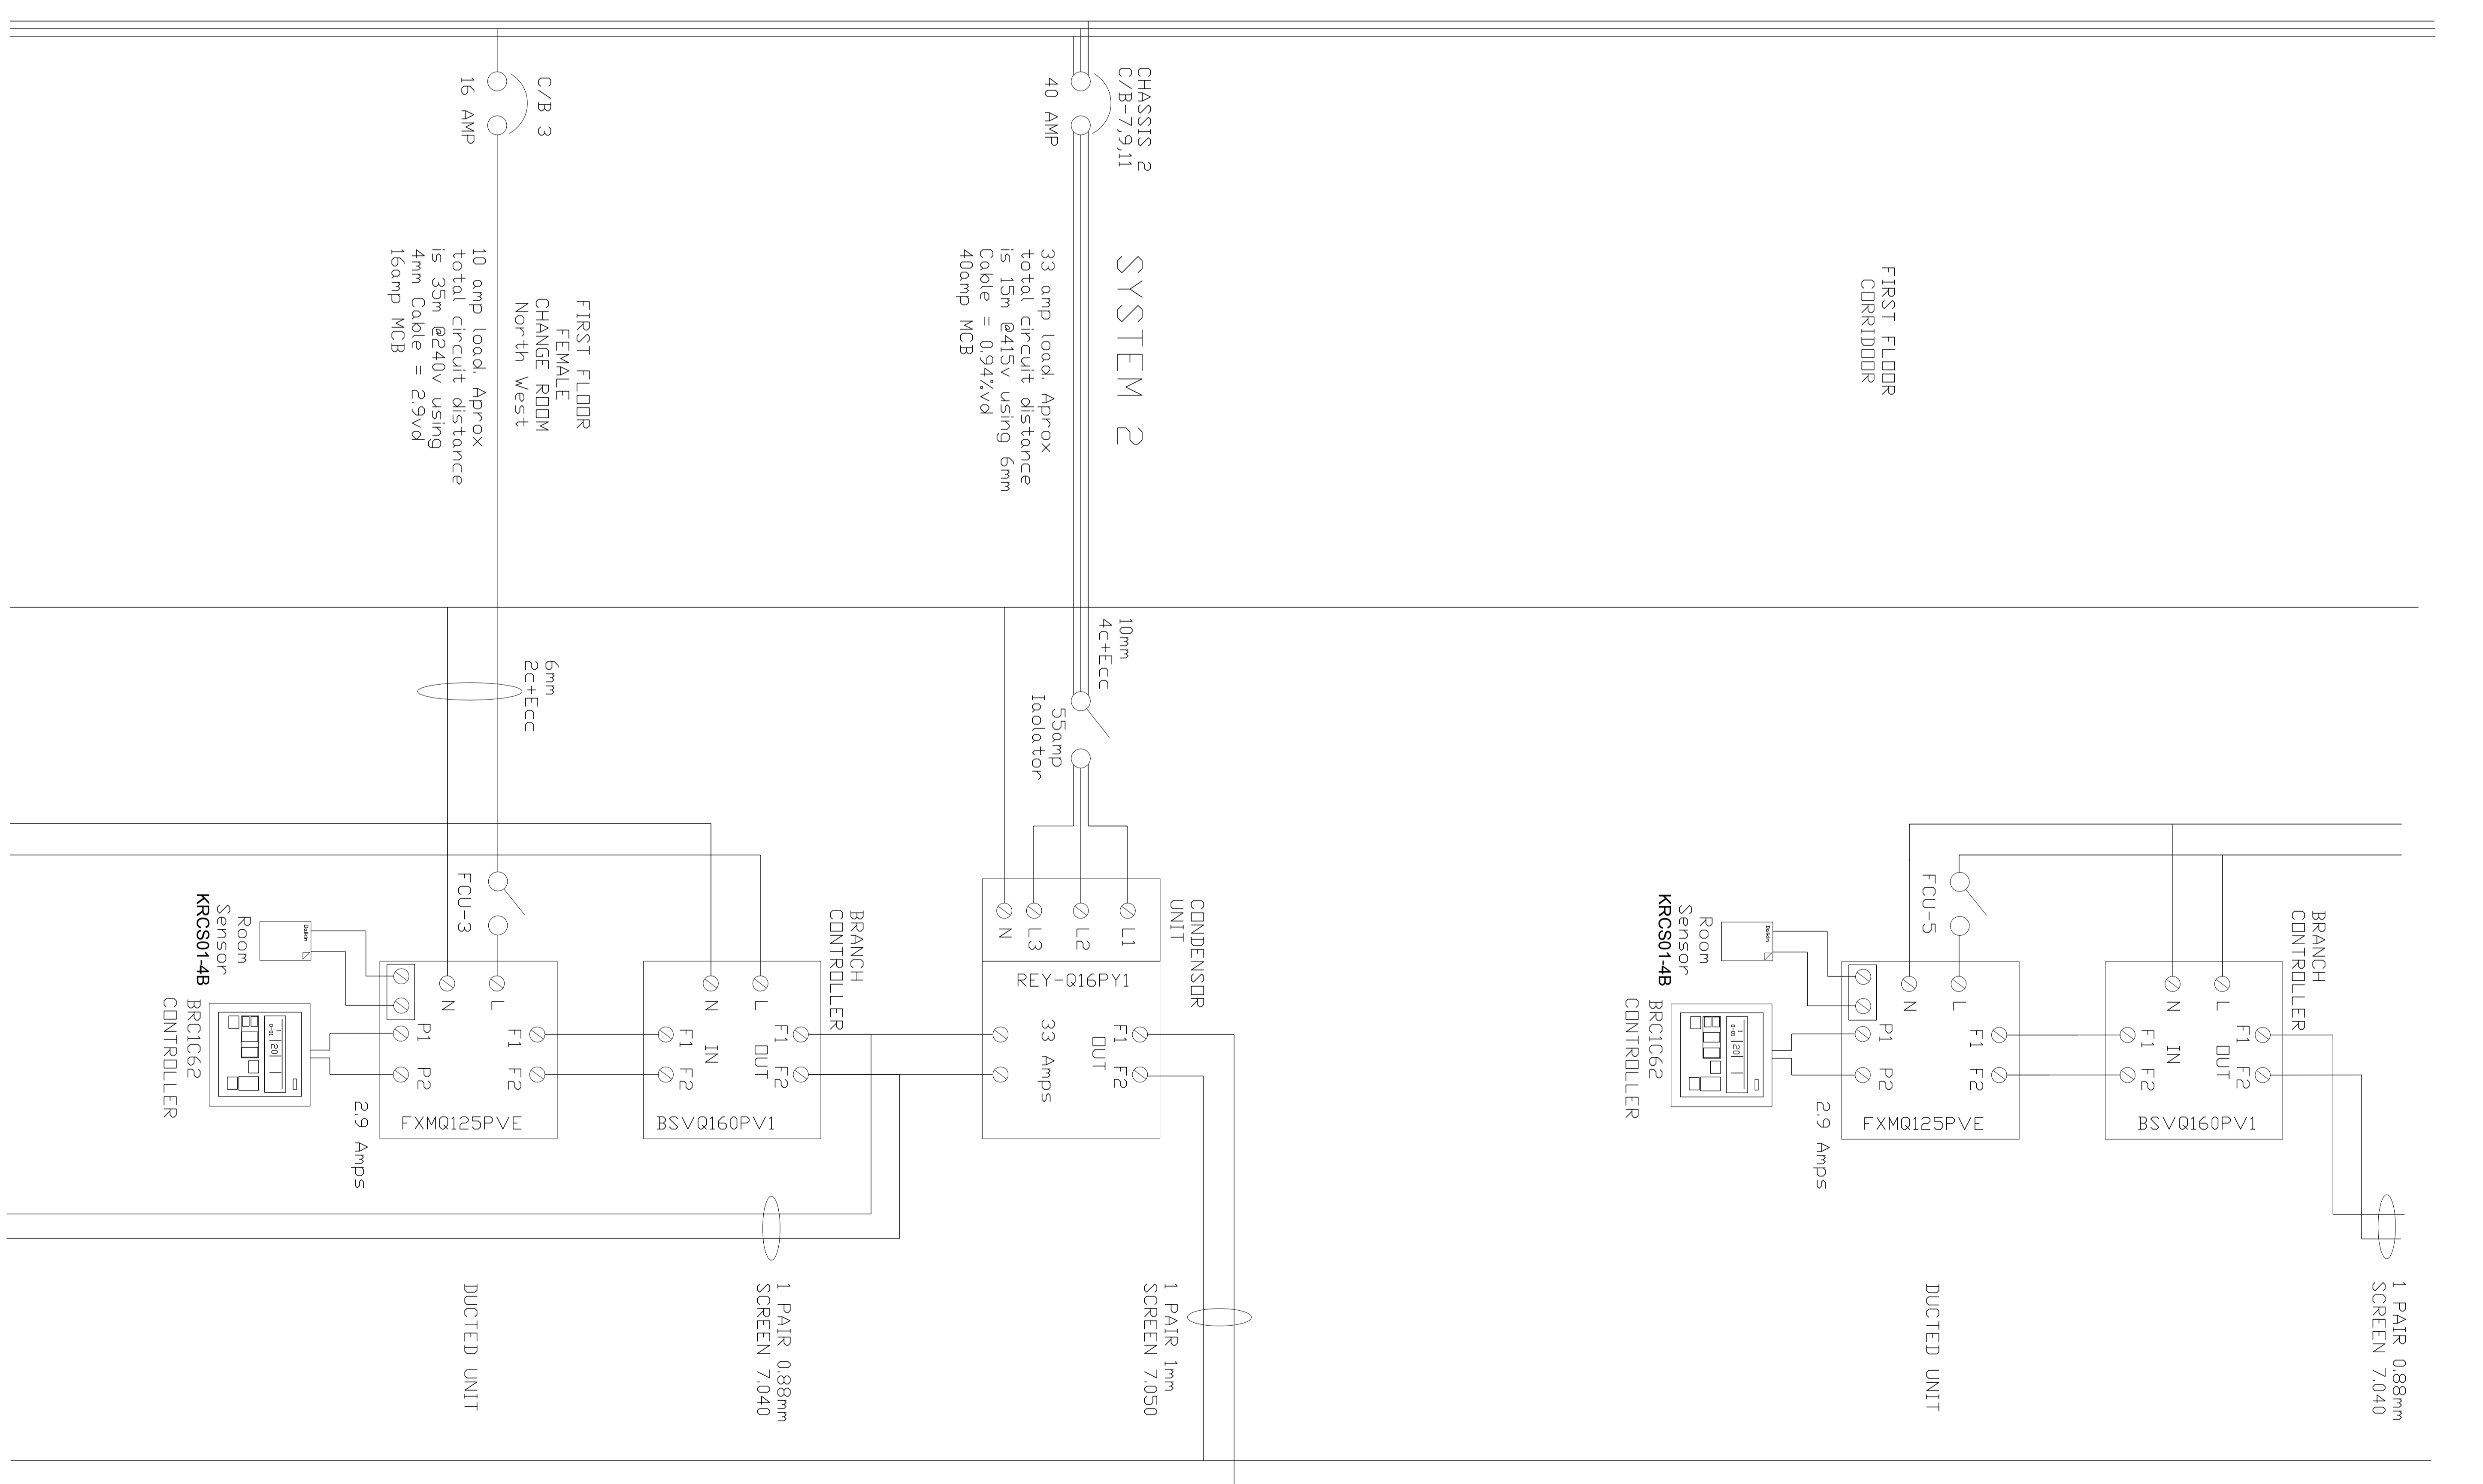 FIRST FLOOR
CORRIDOOR
BRANCH
CONTROLLER
FCU-5
L
N
F1
F2
OUT
IN
F1
F2
F1
F2
P1
P2
BSVQ160PV1
FXMQ125PVE
2.9 Amps
Daikin
Room
Sensor
KRCS01-4B
BRC1C62
CONTROLLER
1 PAIR 0.88mm
SCREEN 7.040
DUCTED UNIT
CHASSIS 2
C/B-7,9,11
40 AMP
SYSTEM 2
33 amp load. Aprox
total circuit distance
is 15m @415v using 6mm
Cable = 0.94%vd
40amp MCB
10mm
4c+Ecc
55amp
Iaolator
CONDENSOR
UNIT
L1
L2
L3
N
REY-Q16PY1
F1
F2
OUT
33 Amps
1 PAIR 1mm
SCREEN 7.050
C/B 3
16 AMP
FIRST FLOOR
FEMALE
CHANGE ROOM
North West
10 amp load. Aprox
total circuit distance
is 35m @240v using
4mm Cable = 2.9vd
16amp MCB
6mm
2c+Ecc
BRANCH
CONTROLLER
FCU-3
L
N
F1
F2
OUT
IN
F1
F2
F1
F2
L
N
P1
P2
BSVQ160PV1
FXMQ125PVE
2.9 Amps
Daikin
Room
Sensor
KRCS01-4B
BRC1C62
CONTROLLER
1 PAIR 0.88mm
SCREEN 7.040
DUCTED UNIT